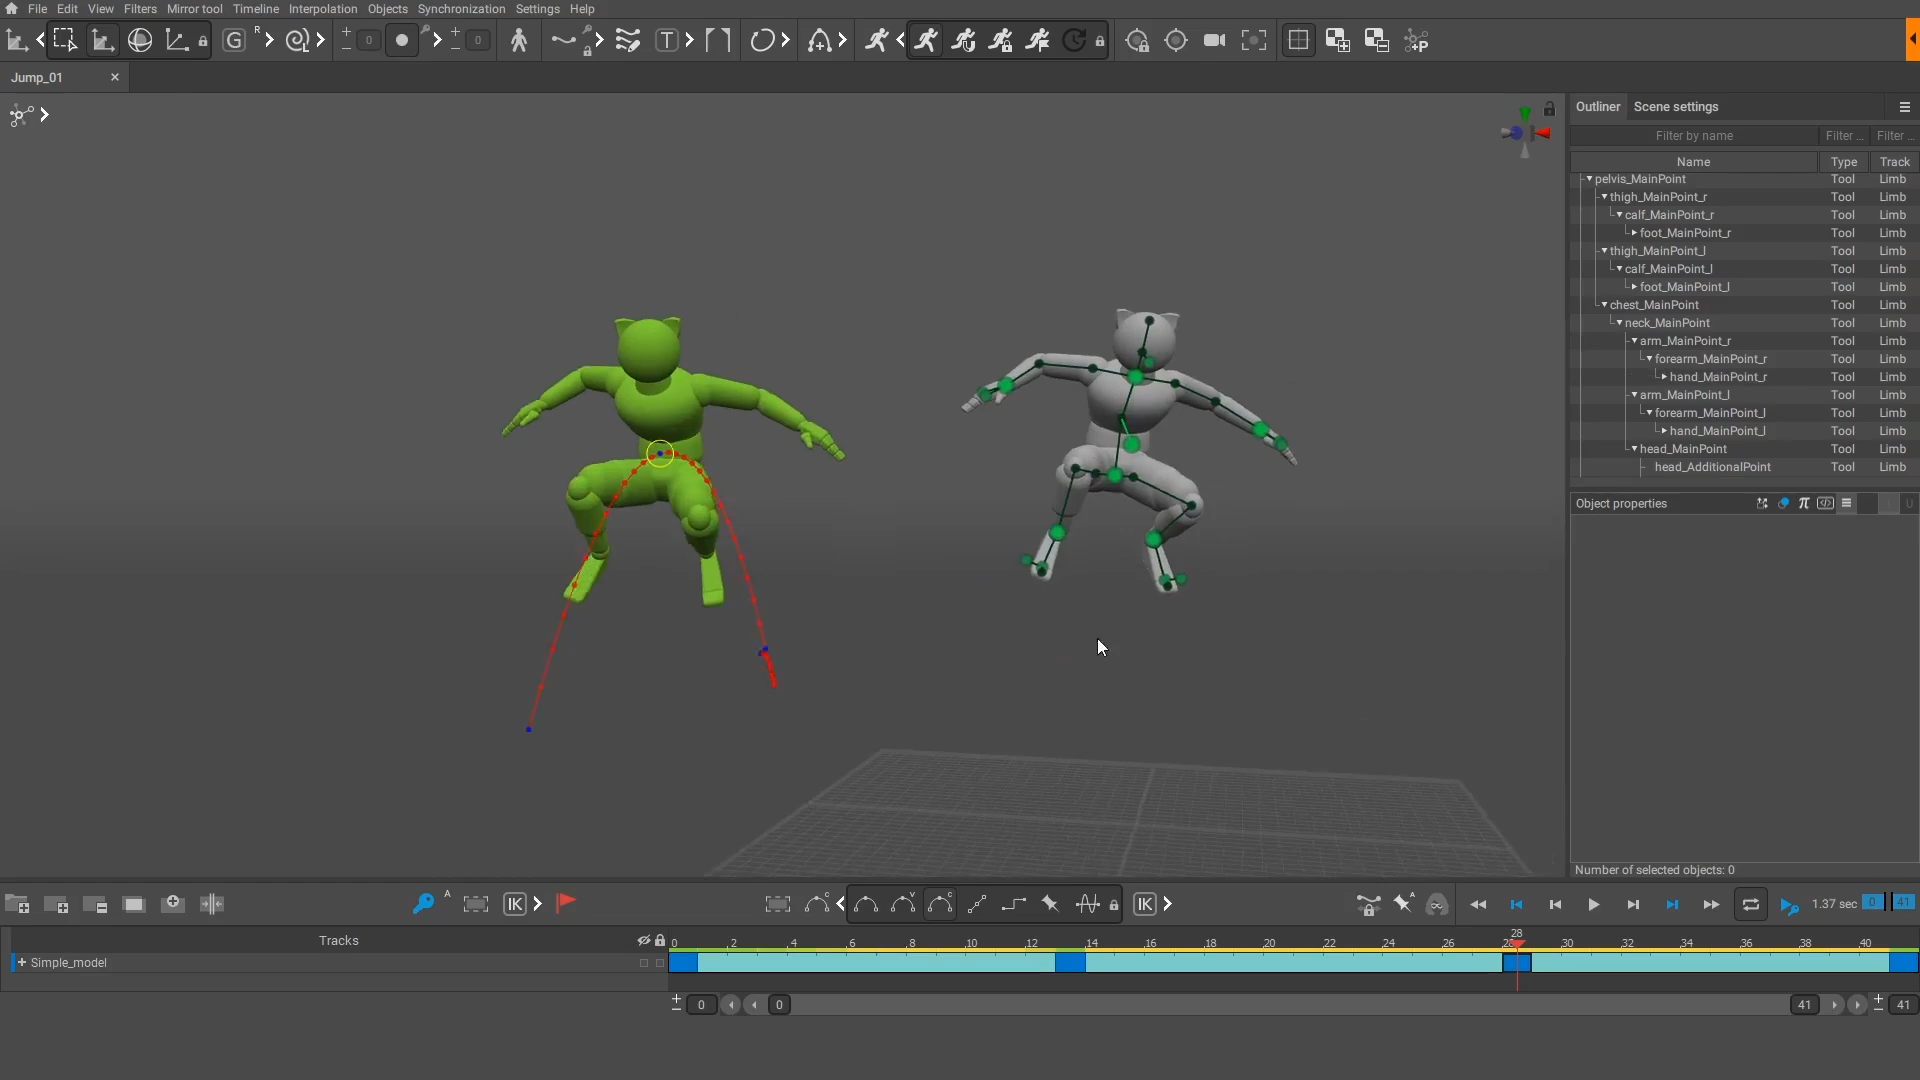 File Edit View Filters Mirror tool Timeline Interpolation Objects Synchronization Settings Help
G R 0 0 T +P
Jump_01
Outliner Scene settings
Filter by name Filter ... Filter ...
Name Type Track
pelvis_MainPoint Tool Limb
thigh_MainPoint_r Tool Limb
calf_MainPoint_r Tool Limb
foot_MainPoint_r Tool Limb
thigh_MainPoint_l Tool Limb
calf_MainPoint_l Tool Limb
foot_MainPoint_l Tool Limb
chest_MainPoint Tool Limb
neck_MainPoint Tool Limb
arm_MainPoint_r Tool Limb
forearm_MainPoint_r Tool Limb
hand_MainPoint_r Tool Limb
arm_MainPoint_l Tool Limb
forearm_MainPoint_l Tool Limb
hand_MainPoint_l Tool Limb
head_MainPoint Tool Limb
head_AdditionalPoint Tool Limb
Object properties
Number of selected objects: 0
A IK C V C IK A 1.37 sec 0 41
28
Tracks 0 2 4 6 8 10 12 14 16 18 20 22 24 26 30 32 34 36 38 40
Simple_model
0 0 41 41